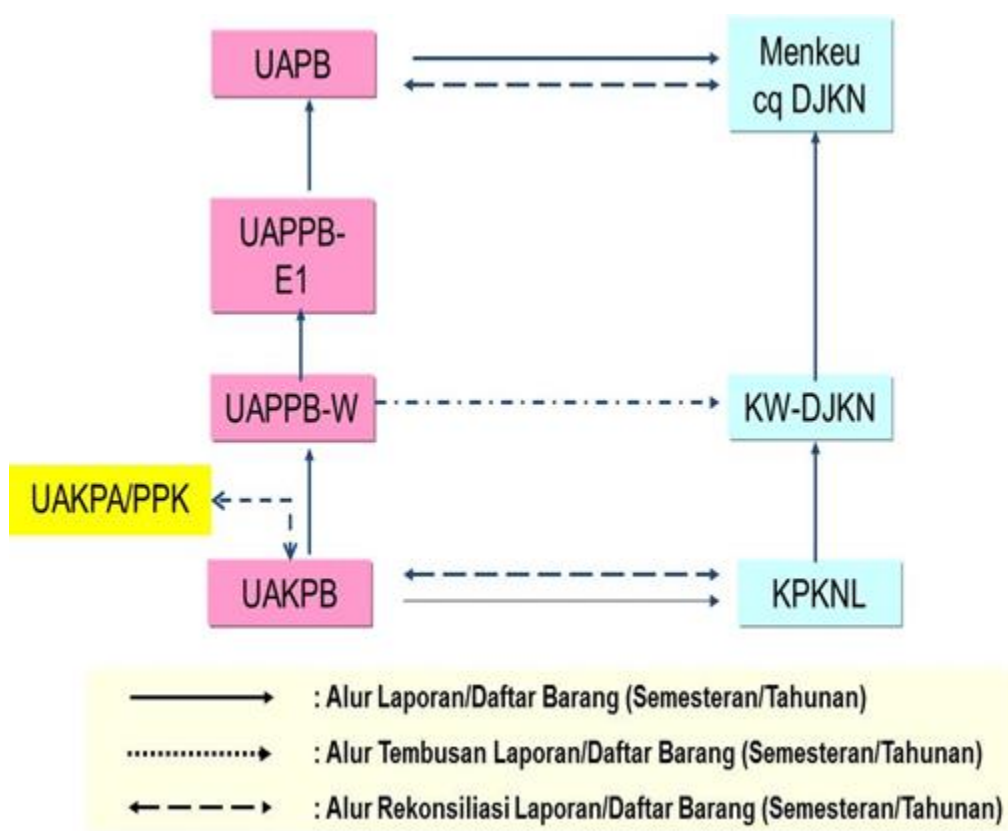 UAPB
Menkeu
cq DJKN
UAPPB-
E1
UAPPB-W
KW-DJKN
UAKPA/PPK
UAKPB
KPKNL
: Alur Laporan/Daftar Barang (Semesteran/Tahunan)
: Alur Tembusan Laporan/Daftar Barang (Semesteran/Tahunan)
: Alur Rekonsiliasi Laporan/Daftar Barang (Semesteran/Tahunan)